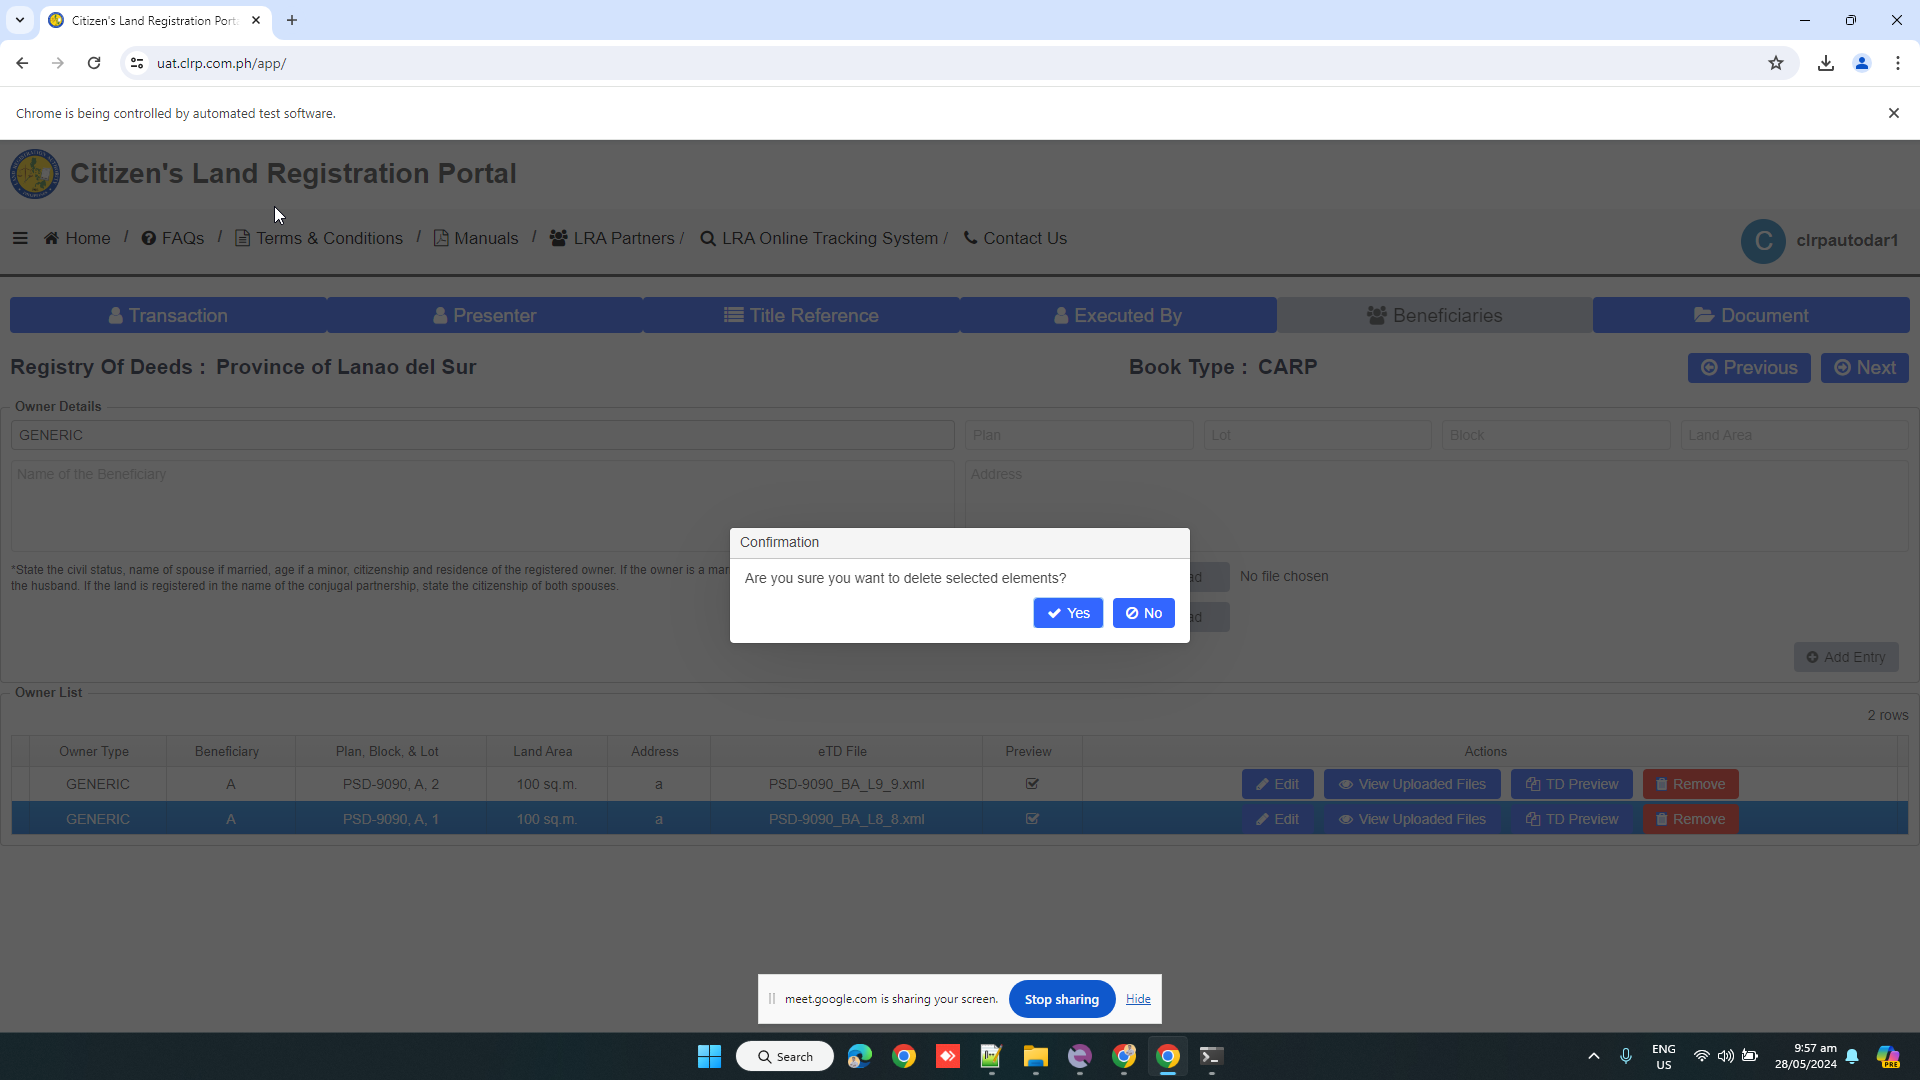 Citizen's Land Registration Port
uat.clrp.com.ph/app/
Chrome is being controlled by automated test software.
Citizen's Land Registration Portal
Home / FAQs / Terms & Conditions / Manuals / LRA Partners / LRA Online Tracking System / Contact Us
C clrpautodar1
Transaction Presenter Title Reference Executed By Beneficiaries Document
Registry Of Deeds : Province of Lanao del Sur Book Type : CARP Previous Next
Owner Details
GENERIC Plan Lot Block Land Area
Name of the Beneficiary Address
Confirmation
Are you sure you want to delete selected elements?
Yes No
*State the civil status, name of spouse if married, age if a minor, citizenship and residence of the registered owner. If the owner is a mar
the husband. If the land is registered in the name of the conjugal partnership, state the citizenship of both spouses.
ad No file chosen
ad
Add Entry
Owner List
2 rows
Owner Type Beneficiary Plan, Block, & Lot Land Area Address eTD File Preview Actions
GENERIC A PSD-9090, A, 2 100 sq.m. a PSD-9090_BA_L9_9.xml Edit View Uploaded Files TD Preview Remove
GENERIC A PSD-9090, A, 1 100 sq.m. a PSD-9090_BA_L8_8.xml Edit View Uploaded Files TD Preview Remove
meet.google.com is sharing your screen. Stop sharing Hide
Search
ENG
US
9:57 am
28/05/2024
PRE